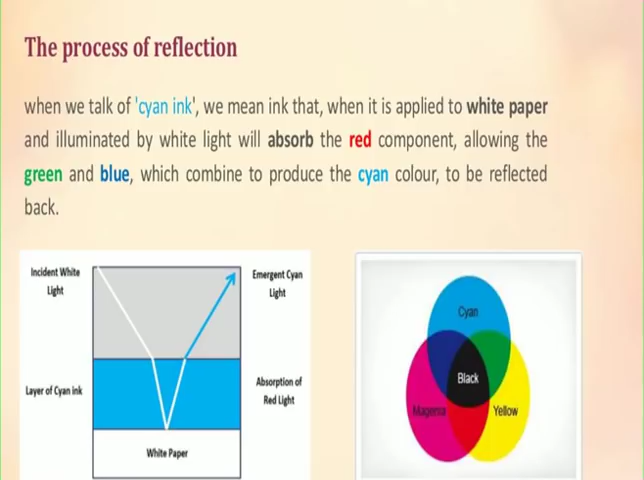 The process of reflection
when we talk of 'cyan ink', we mean ink that, when it is applied to white paper
and illuminated by white light will absorb the red component, allowing the
green and blue, which combine to produce the cyan colour, to be reflected
back.
Incident White
Light
Emergent Cyan
Light
Layer of Cyan ink
Absorption of
Red Light
White Paper
Cyan
Black
Magenta
Yellow